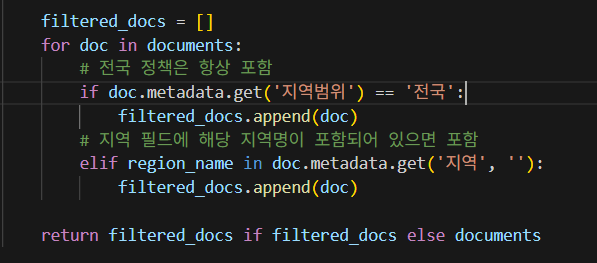 filtered_docs = []
for doc in documents:
# 전국 정책은 항상 포함
if doc.metadata.get('지역범위') == '전국':
filtered_docs.append(doc)
# 지역 필드에 해당 지역명이 포함되어 있으면 포함
elif region_name in doc.metadata.get('지역', ''):
filtered_docs.append(doc)
return filtered_docs if filtered_docs else documents